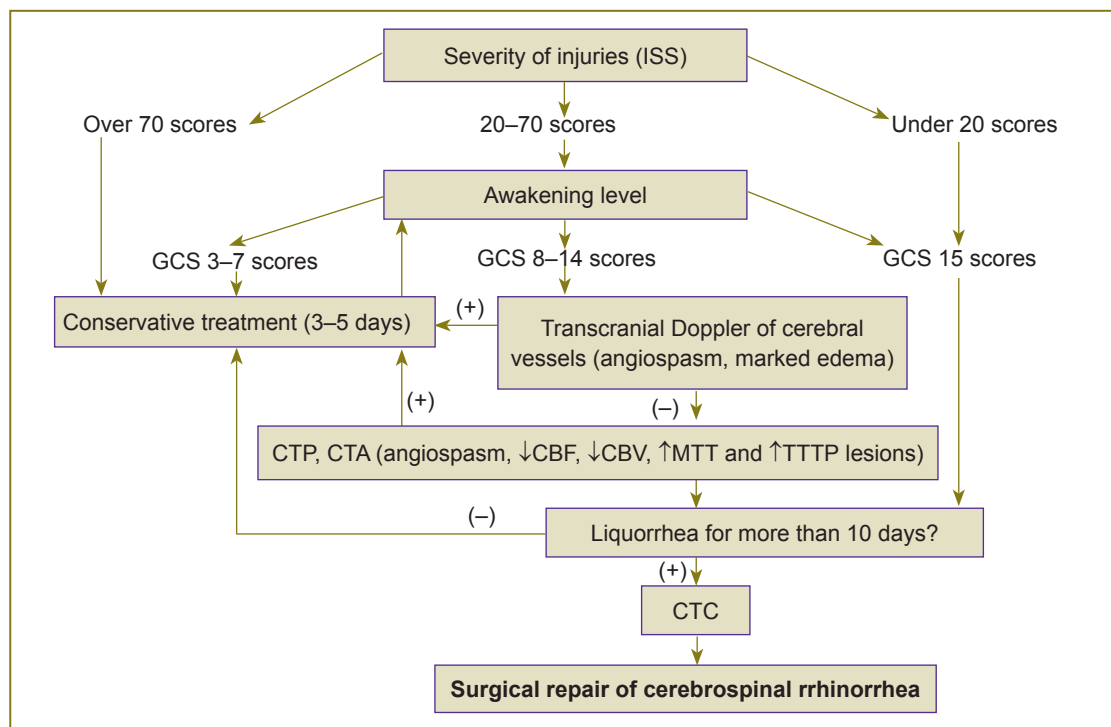 Severity of injuries (ISS)
Over 70 scores
20–70 scores
Under 20 scores
Awakening level
GCS 3–7 scores
GCS 8–14 scores
GCS 15 scores
Conservative treatment (3–5 days)
(+)
Transcranial Doppler of cerebral
vessels (angiospasm, marked edema)
(+)
(–)
CTP, CTA (angiospasm, ↓CBF, ↓CBV, ↑MTT and ↑TTTP lesions)
(–)
Liquorrhea for more than 10 days?
(+)
CTC
Surgical repair of cerebrospinal rrhinorrhea